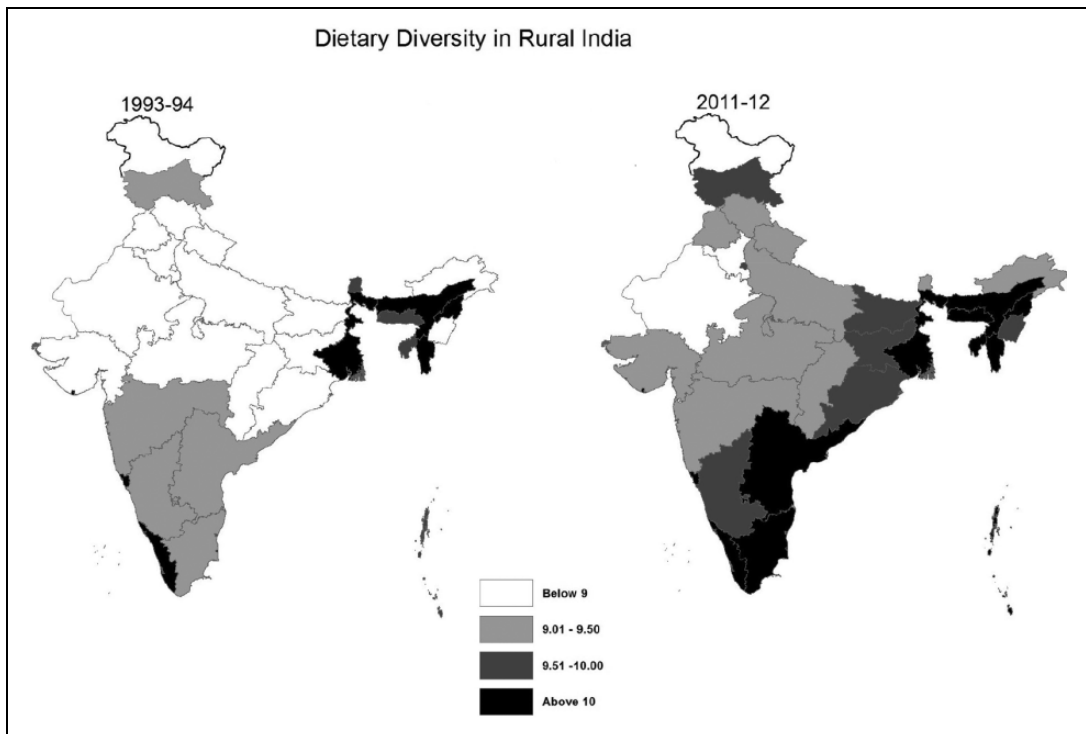 Dietary Diversity in Rural India
1993-94
2011-12
Below 9
9.01 - 9.50
9.51 -10.00
Above 10